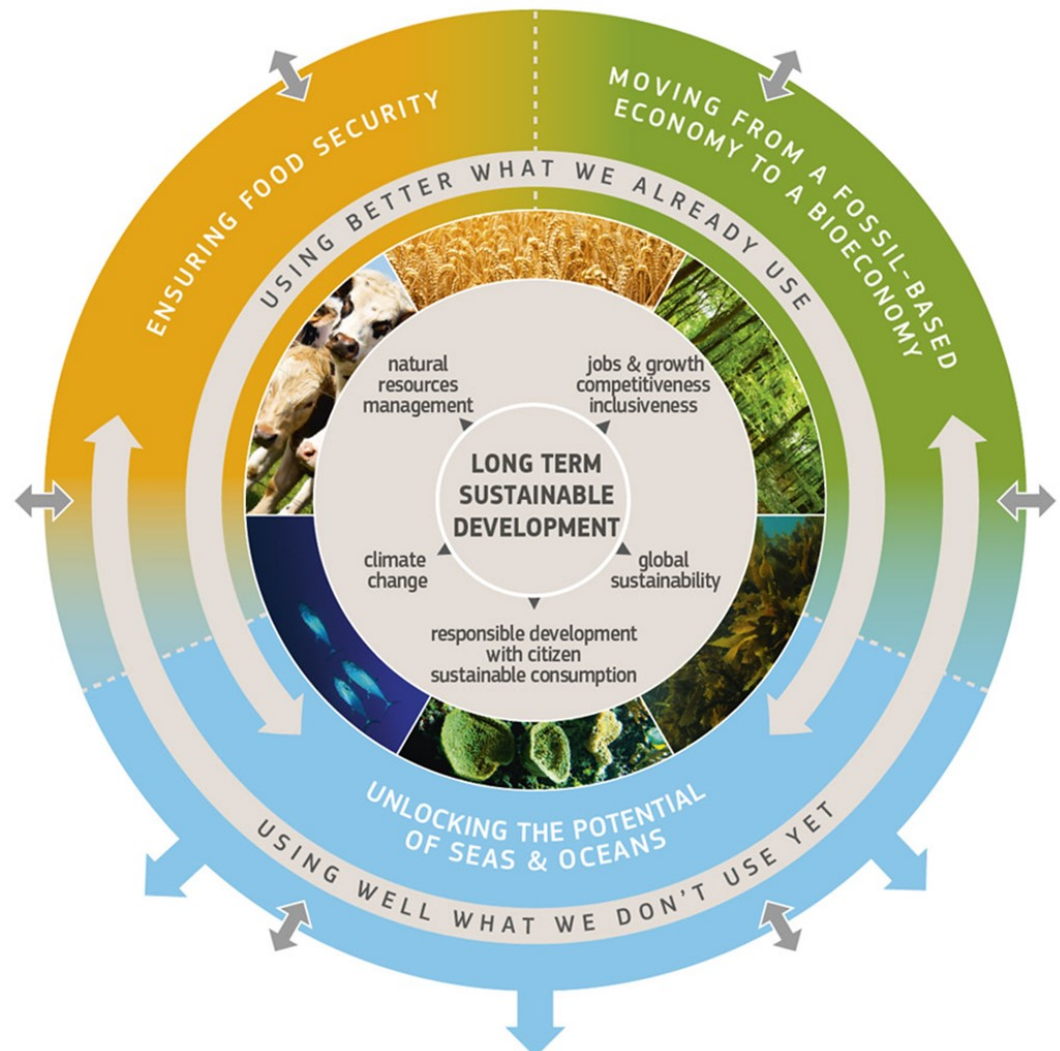 ENSURING FOOD SECURITY
MOVING FROM A FOSSIL-BASED
ECONOMY TO A BIOECONOMY
USING BETTER WHAT WE ALREADY USE
natural
resources
management
jobs & growth
competitiveness
inclusiveness
LONG TERM
SUSTAINABLE
DEVELOPMENT
climate
change
global
sustainability
responsible development
with citizen
sustainable consumption
UNLOCKING THE POTENTIAL
OF SEAS & OCEANS
USING WELL WHAT WE DON'T USE YET